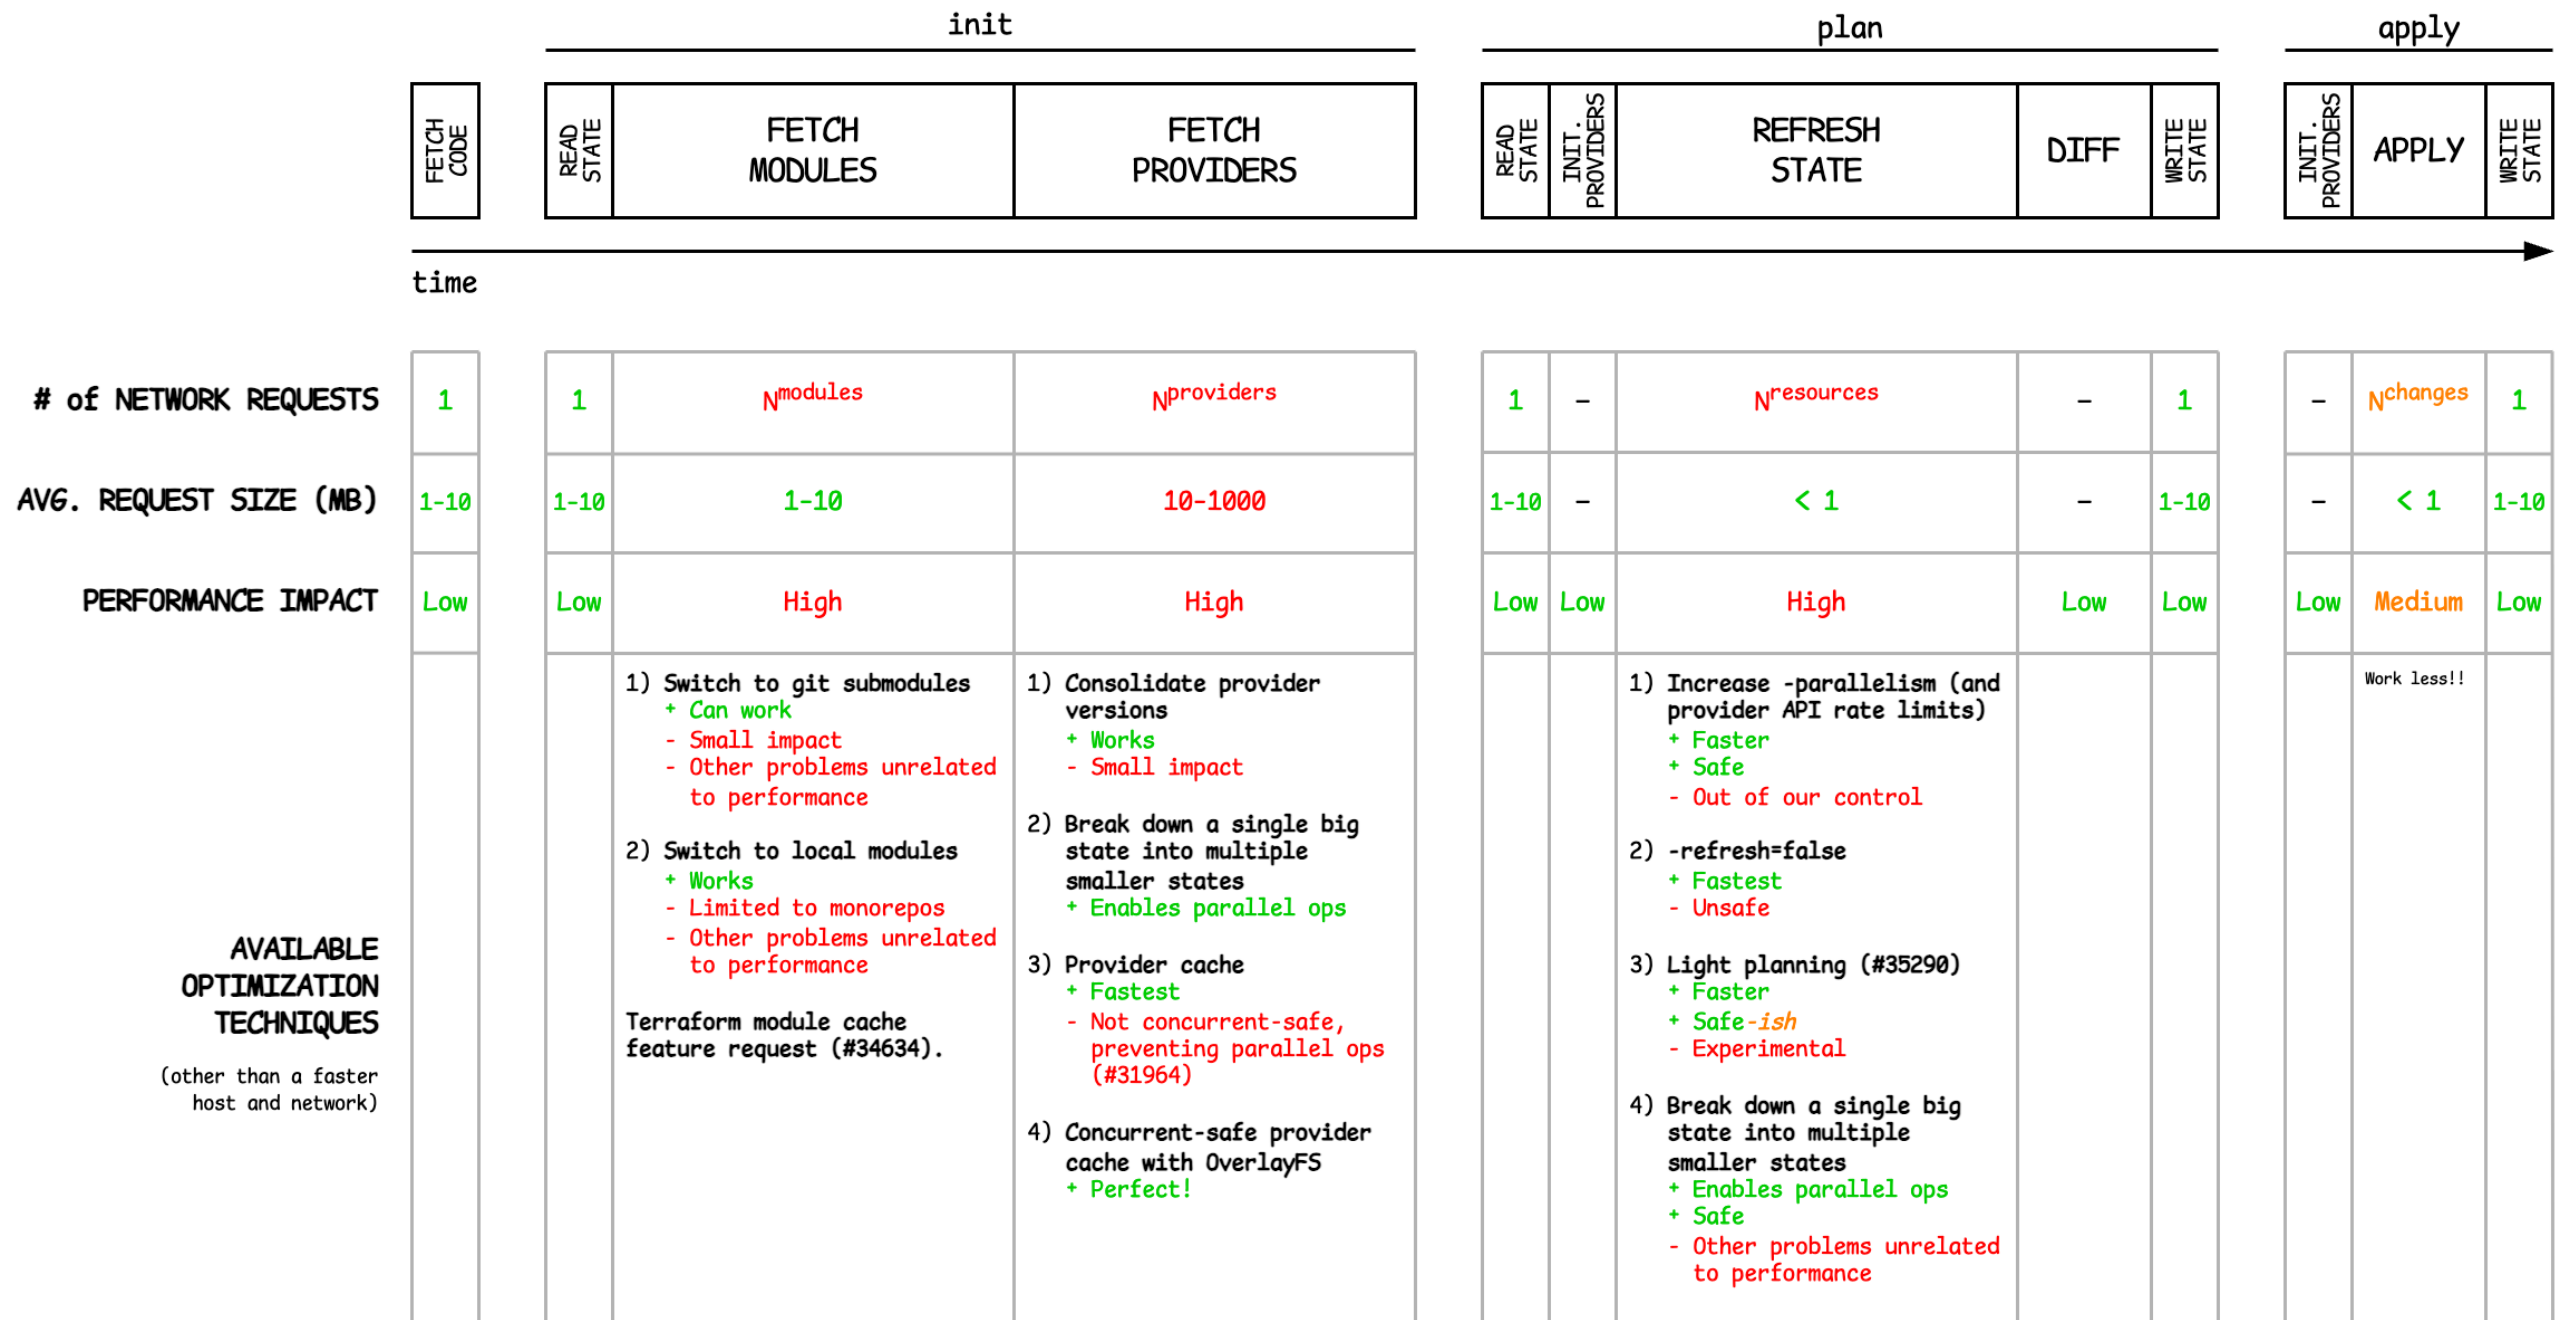 init
plan
apply
FETCH
CODE
READ
STATE
FETCH
MODULES
FETCH
PROVIDERS
READ
STATE
INIT.
PROVIDERS
REFRESH
STATE
DIFF
WRITE
STATE
INIT.
PROVIDERS
APPLY
WRITE
STATE
time
# of NETWORK REQUESTS
1
1
Nmodules
Nproviders
1
-
Nresources
-
1
-
Nchanges
1
AVG. REQUEST SIZE (MB)
1-10
1-10
1-10
10-1000
1-10
-
< 1
-
1-10
-
< 1
1-10
PERFORMANCE IMPACT
Low
Low
High
High
Low
Low
High
Low
Low
Low
Medium
Low
AVAILABLE
OPTIMIZATION
TECHNIQUES
(other than a faster
host and network)
1) Switch to git submodules
+ Can work
- Small impact
- Other problems unrelated
to performance
2) Switch to local modules
+ Works
- Limited to monorepos
- Other problems unrelated
to performance
Terraform module cache
feature request (#34634).
1) Consolidate provider
versions
+ Works
- Small impact
2) Break down a single big
state into multiple
smaller states
+ Enables parallel ops
3) Provider cache
+ Fastest
- Not concurrent-safe,
preventing parallel ops
(#31964)
4) Concurrent-safe provider
cache with OverlayFS
+ Perfect!
1) Increase -parallelism (and
provider API rate limits)
+ Faster
+ Safe
- Out of our control
2) -refresh=false
+ Fastest
- Unsafe
3) Light planning (#35290)
+ Faster
+ Safe-ish
- Experimental
4) Break down a single big
state into multiple
smaller states
+ Enables parallel ops
+ Safe
- Other problems unrelated
to performance
Work less!!